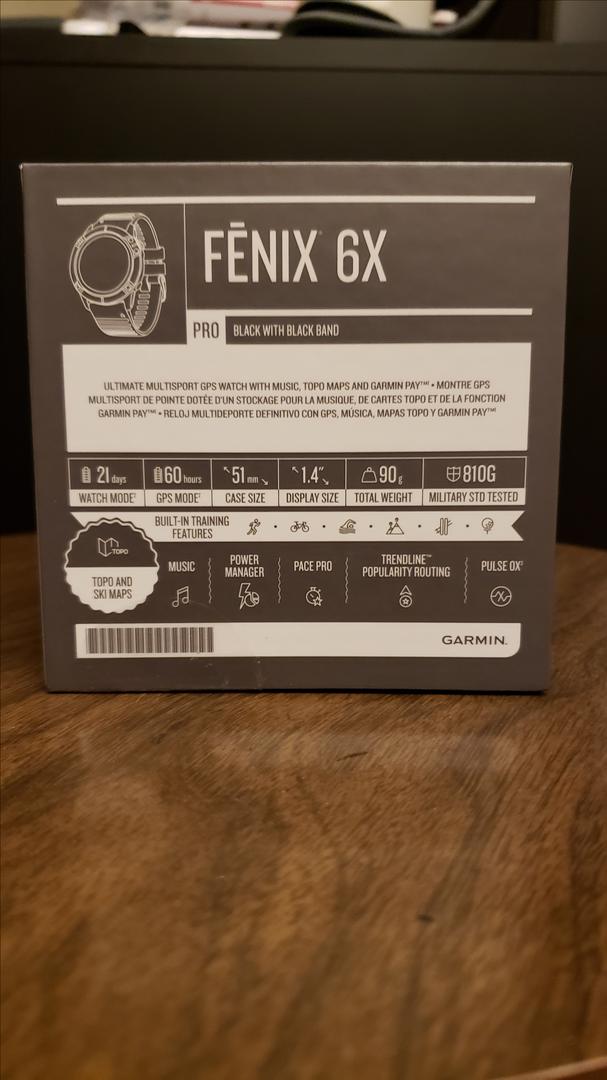 FĒNIX® 6X
PRO BLACK WITH BLACK BAND
ULTIMATE MULTISPORT GPS WATCH WITH MUSIC, TOPO MAPS AND GARMIN PAY™¹ • MONTRE GPS
MULTISPORT DE POINTE DOTÉE D'UN STOCKAGE POUR LA MUSIQUE, DE CARTES TOPO ET DE LA FONCTION
GARMIN PAY™¹ • RELOJ MULTIDEPORTE DEFINITIVO CON GPS, MÚSICA, MAPAS TOPO Y GARMIN PAY™¹
21 days
WATCH MODE†
60 hours
GPS MODE†
51 mm
CASE SIZE
1.4"
DISPLAY SIZE
90 g
TOTAL WEIGHT
810G
MILITARY STD TESTED
BUILT-IN TRAINING
FEATURES
TOPO
TOPO AND
SKI MAPS
MUSIC
POWER
MANAGER
PACE PRO
TRENDLINE™
POPULARITY ROUTING
PULSE OX²
GARMIN.